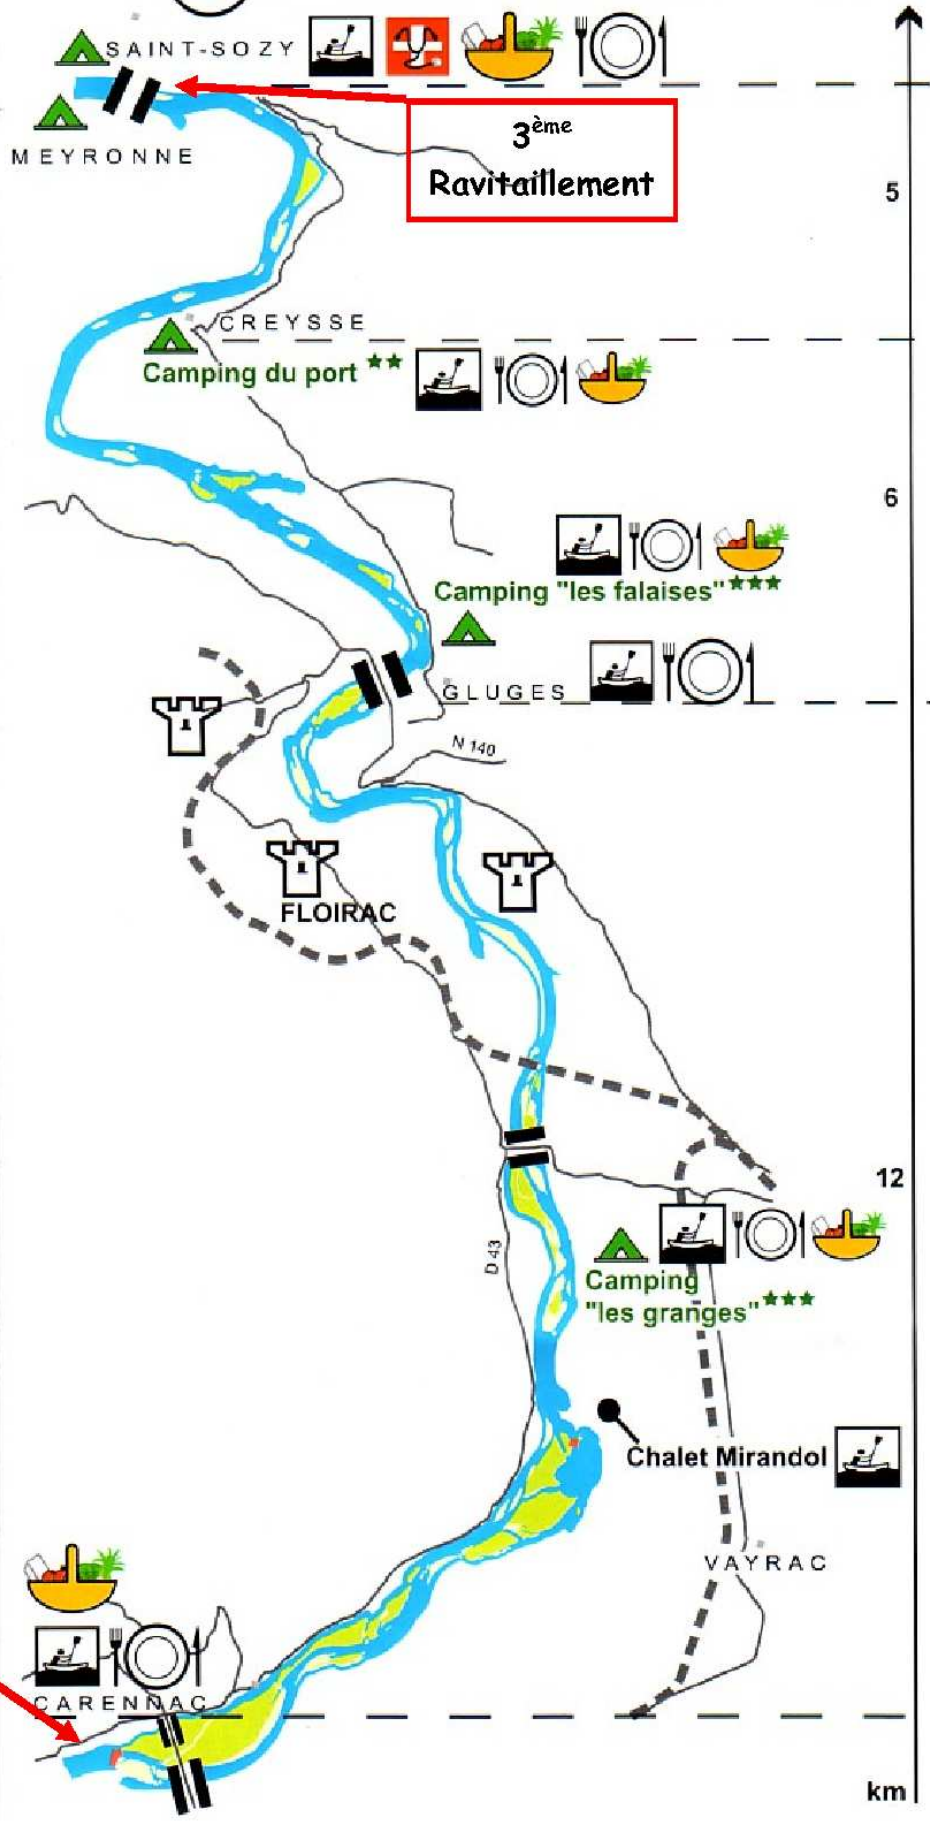 SAINT-SOZY
MEYRONNE
3ème
Ravitaillement
5
CREYSSE
Camping du port ★★
6
Camping "les falaises" ★★★
GLUGES
N 140
FLOIRAC
12
D 43
Camping
"les granges" ★★★
Chalet Mirandol
VAYRAC
CARENNAC
km